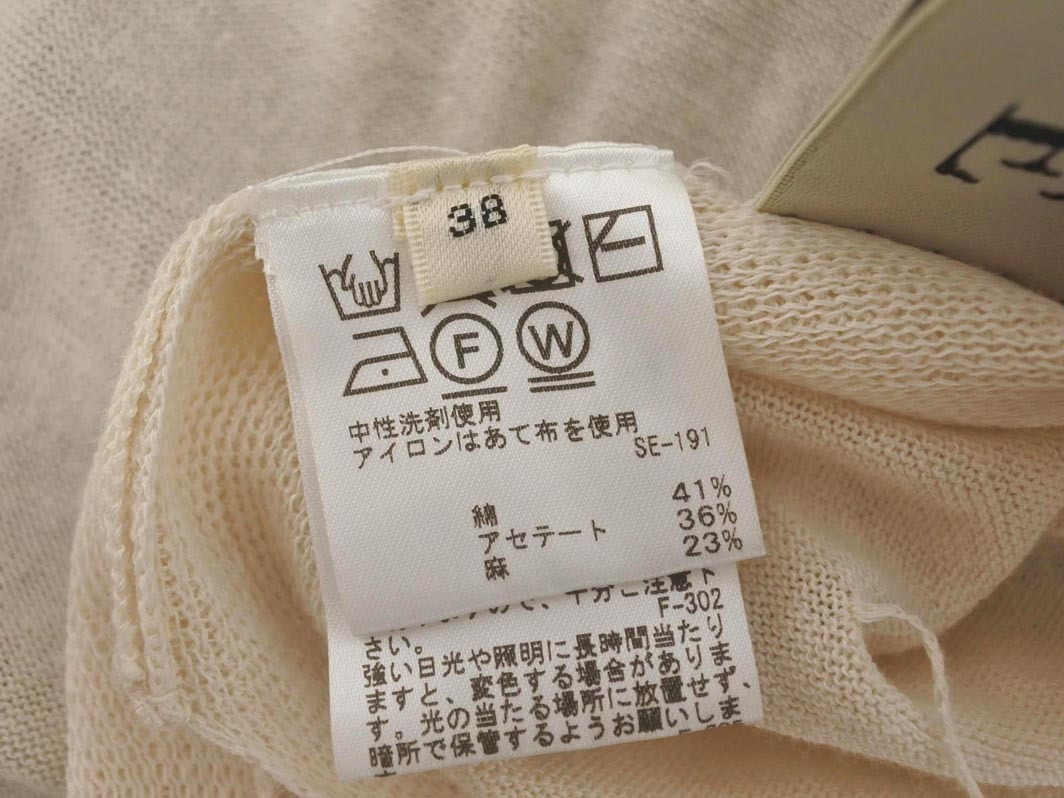 38
F W
中性洗剤使用
アイロンはあて布を使用
SE-191
綿 41%
アセテート 36%
麻 23%
F-302
さい。
強い日光や照明に長時間当たり
ますと、変色する場合がありま
す。光の当たる場所に放置せず、
暗所で保管するようお願いしま